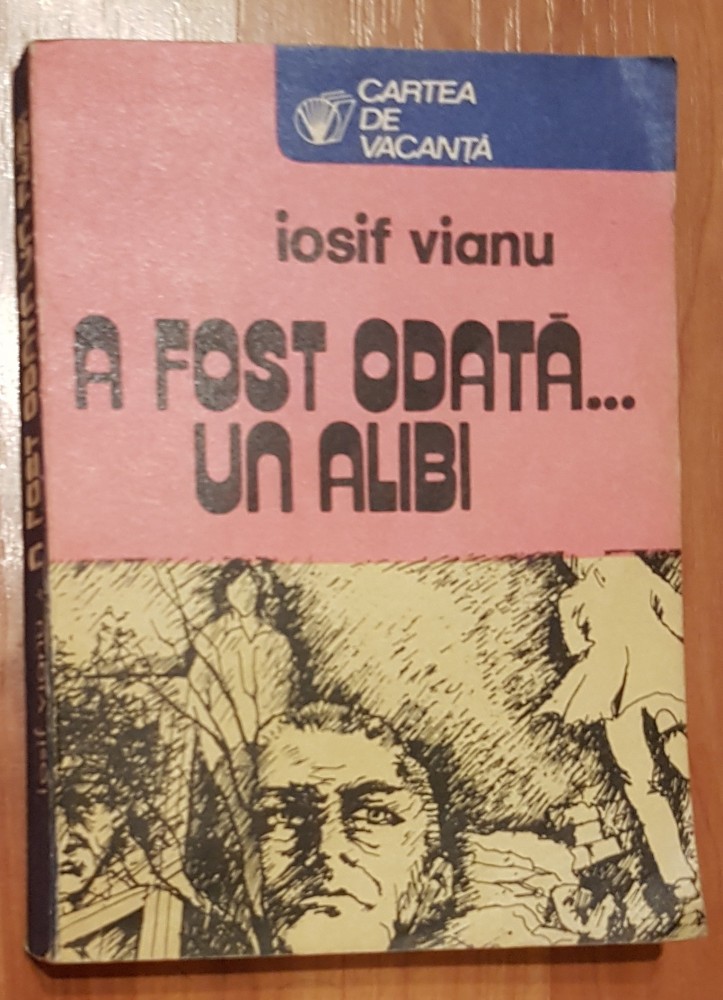 CARTEA
DE
VACANȚĂ
iosif vianu
A FOST ODATĂ...
UN ALIBI